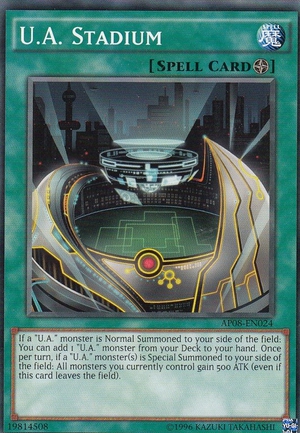 U.A. Stadium
魔
[Spell Card]
AP08-EN024
If a "U.A." monster is Normal Summoned to your side of the field:
You can add 1 "U.A." monster from your Deck to your hand. Once
per turn, if a "U.A." monster(s) is Special Summoned to your side of
the field: All monsters you currently control gain 500 ATK (even if
this card leaves the field).
19814508
©1996 KAZUKI TAKAHASHI